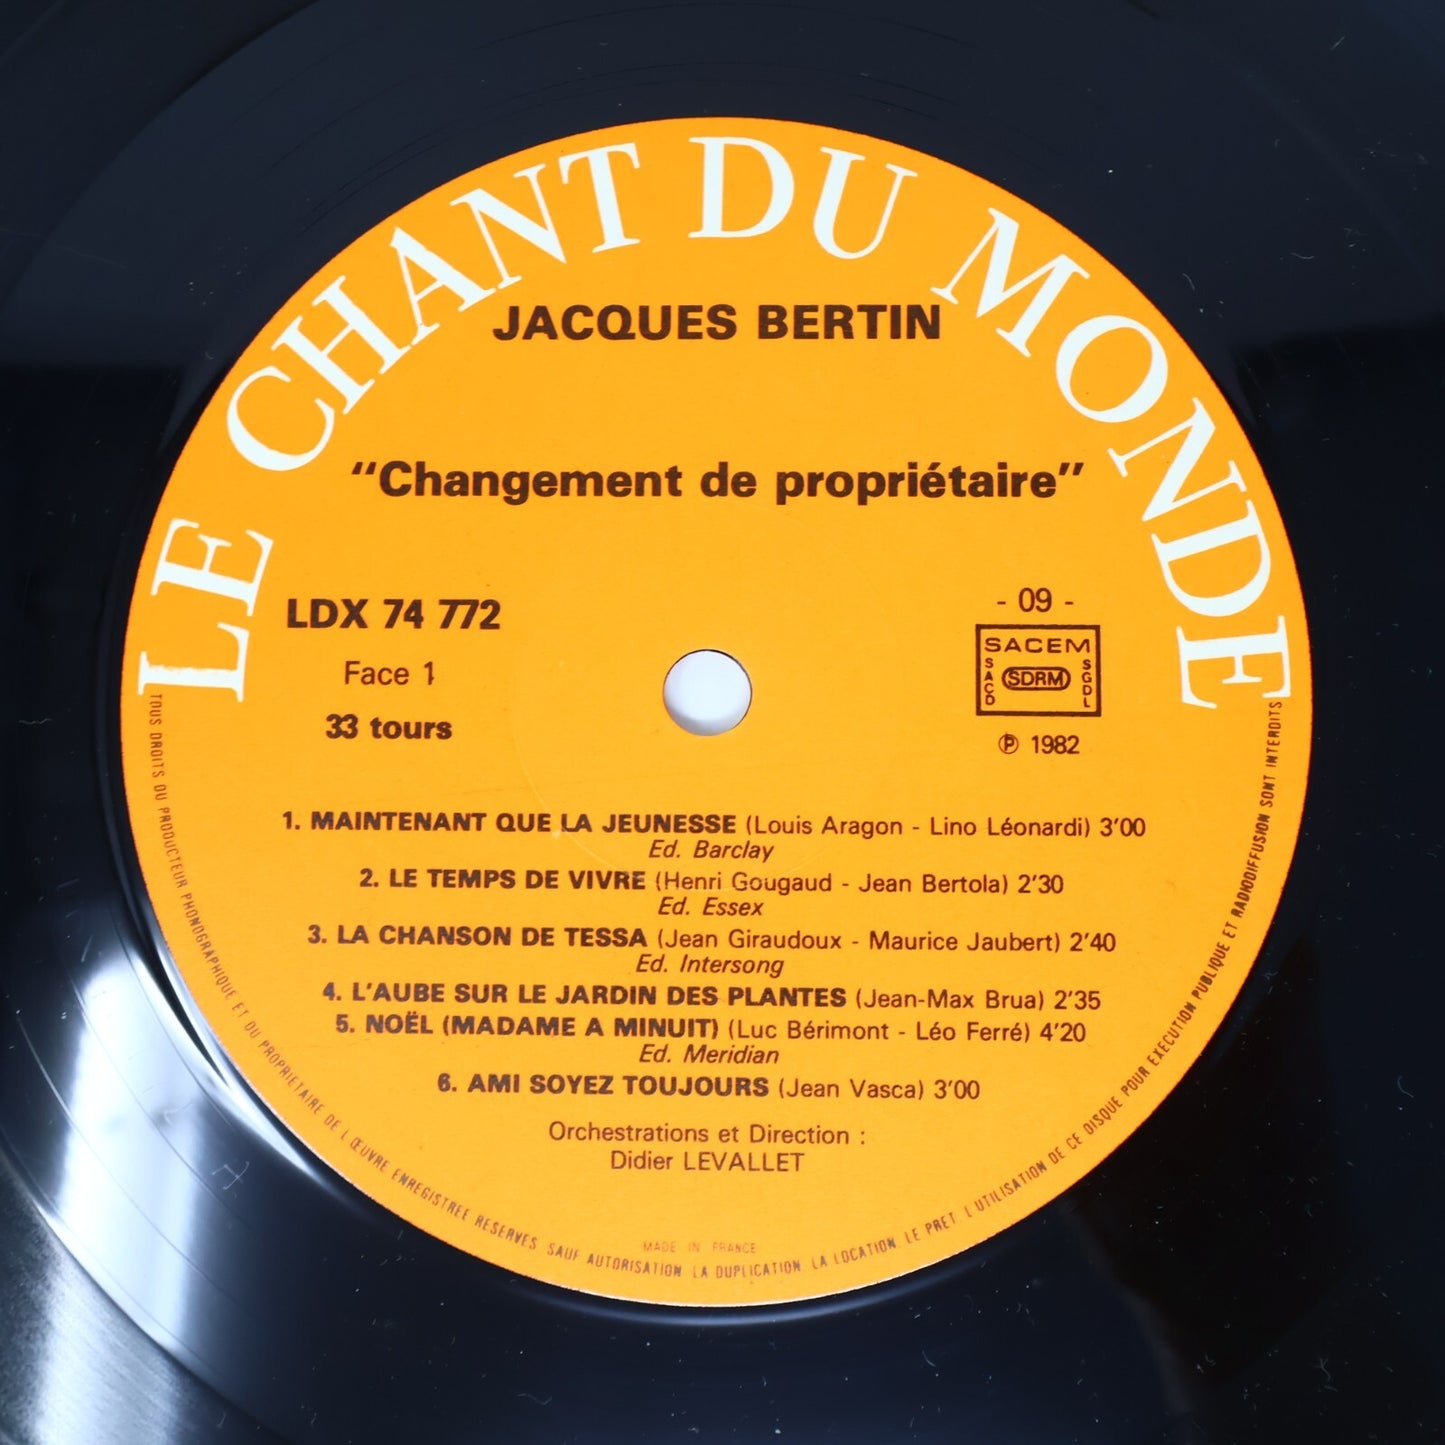 LE CHANT DU MONDE
JACQUES BERTIN
“Changement de propriétaire”
LDX 74 772
Face 1
33 tours
- 09 -
SACEM
SACD
SDRM
SGDL
℗ 1982
1. MAINTENANT QUE LA JEUNESSE (Louis Aragon - Lino Léonardi) 3'00
Ed. Barclay
2. LE TEMPS DE VIVRE (Henri Gougaud - Jean Bertola) 2'30
Ed. Essex
3. LA CHANSON DE TESSA (Jean Giraudoux - Maurice Jaubert) 2'40
Ed. Intersong
4. L'AUBE SUR LE JARDIN DES PLANTES (Jean-Max Brua) 2'35
5. NOËL (MADAME A MINUIT) (Luc Bérimont - Léo Ferré) 4'20
Ed. Meridian
6. AMI SOYEZ TOUJOURS (Jean Vasca) 3'00
Orchestrations et Direction :
Didier LEVALLET
MADE IN FRANCE
TOUS DROITS DU PRODUCTEUR PHONOGRAPHIQUE ET DU PROPRIETAIRE DE L'ŒUVRE ENREGISTREE RESERVES SAUF AUTORISATION LA DUPLICATION LA LOCATION LE PRET L'UTILISATION DE CE DISQUE POUR EXECUTION PUBLIQUE ET RADIODIFFUSION SONT INTERDITS